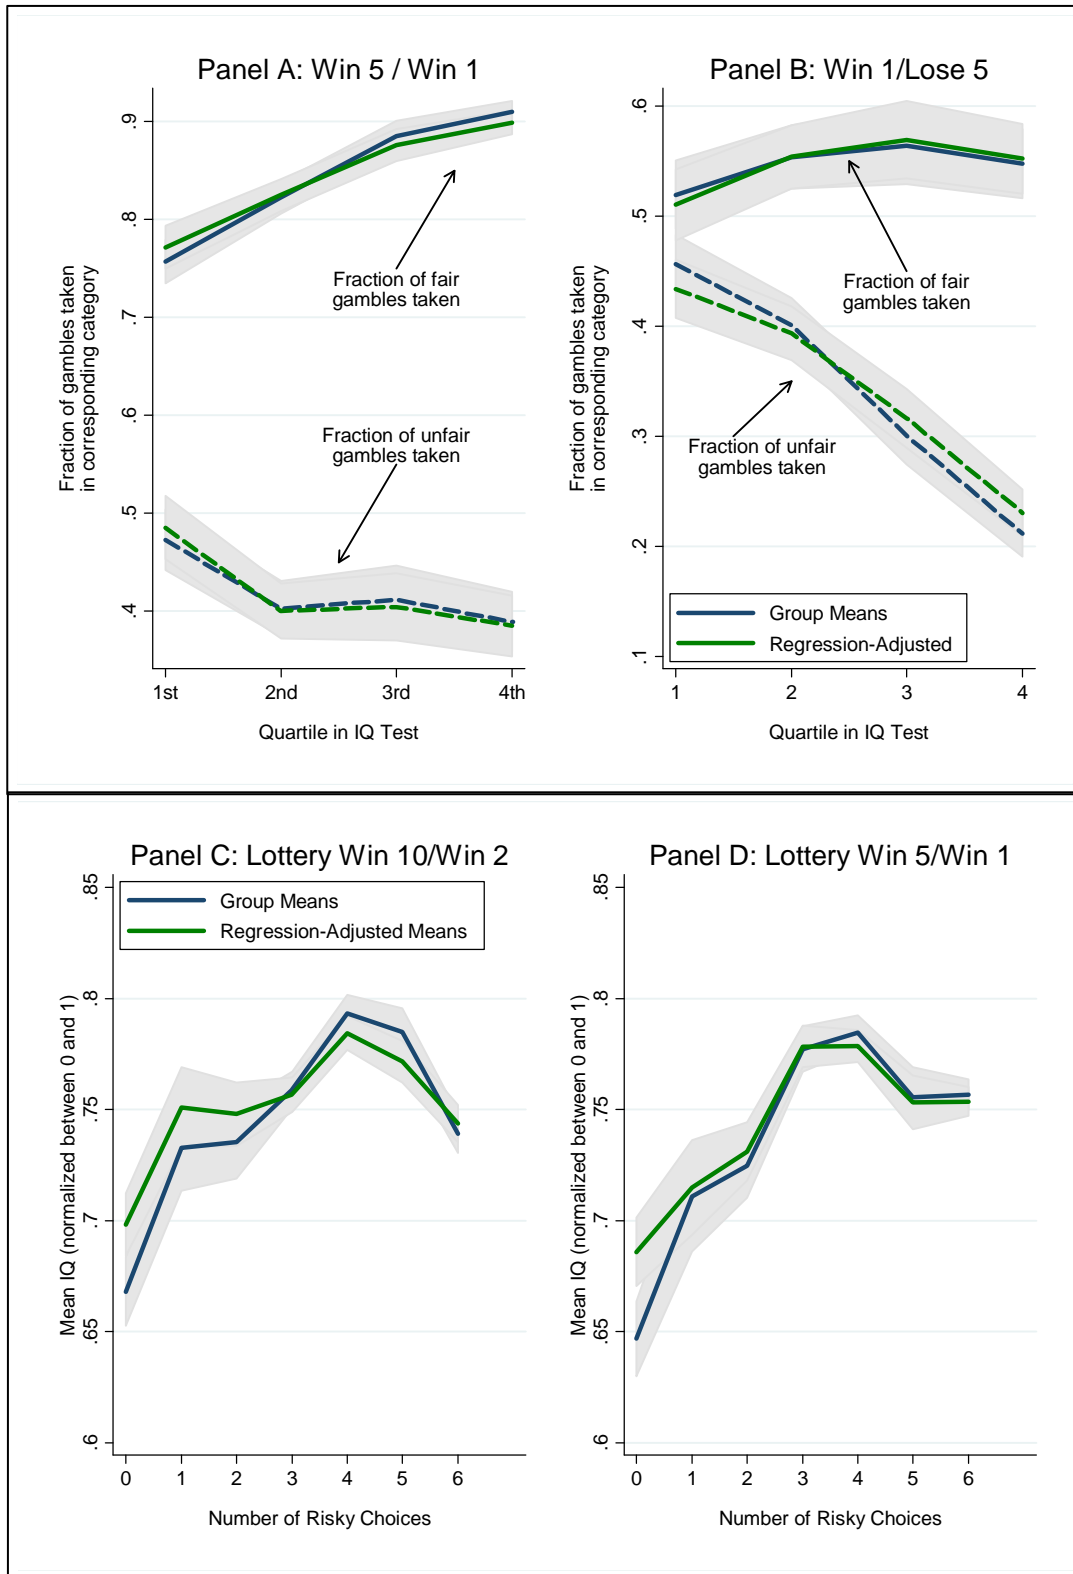 Panel A: Win 5 / Win 1
Fraction of gambles taken
in corresponding category
.9
.8
.7
.6
.5
.4
Fraction of fair
gambles taken
Fraction of unfair
gambles taken
1st 2nd 3rd 4th
Quartile in IQ Test
Panel B: Win 1/Lose 5
Fraction of gambles taken
in corresponding category
.6
.5
.4
.3
.2
.1
Fraction of fair
gambles taken
Fraction of unfair
gambles taken
Group Means
Regression-Adjusted
1 2 3 4
Quartile in IQ Test
Panel C: Lottery Win 10/Win 2
Group Means
Regression-Adjusted Means
Mean IQ (normalized between 0 and 1)
.85
.8
.75
.7
.65
.6
0 1 2 3 4 5 6
Number of Risky Choices
Panel D: Lottery Win 5/Win 1
Mean IQ (normalized between 0 and 1)
.85
.8
.75
.7
.65
.6
0 1 2 3 4 5 6
Number of Risky Choices